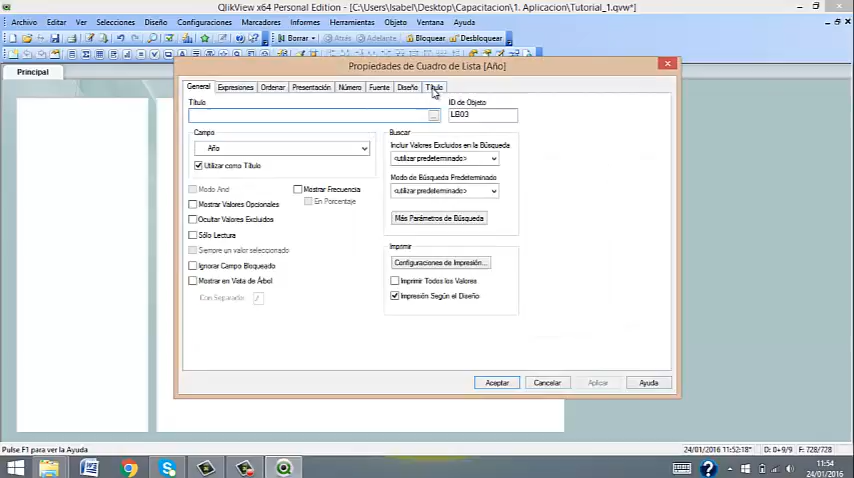 QlikView x64 Personal Edition - [C:\Users\Isabel\Desktop\Capacitacion\1. Aplicacion\Tutorial_1.qvw*]
Archivo Editar Ver Selecciones Diseño Configuraciones Marcadores Informes Herramientas Objeto Ventana Ayuda
Borrar Atrás Adelante Bloquear Desbloquear
Principal
Propiedades de Cuadro de Lista [Año]
General Expresiones Ordenar Presentación Número Fuente Diseño Título
Título
ID de Objeto
...
LB03
Campo
Año
Utilizar como Título
Modo And
Mostrar Frecuencia
Mostrar Valores Opcionales
En Porcentaje
Ocultar Valores Excluidos
Sólo Lectura
Siempre un valor seleccionado
Ignorar Campo Bloqueado
Mostrar en Vista de Árbol
Con Separador /
Buscar
Incluir Valores Excluidos en la Búsqueda
<utilizar predeterminado>
Modo de Búsqueda Predeterminado
<utilizar predeterminado>
Más Parámetros de Búsqueda
Imprimir
Configuraciones de Impresión...
Imprimir Todos los Valores
Impresión Según el Diseño
Aceptar Cancelar Aplicar Ayuda
Pulse F1 para ver la Ayuda
24/01/2016 11:52:18* D: 0+9/9 F: 728/728
11:54
24/01/2016